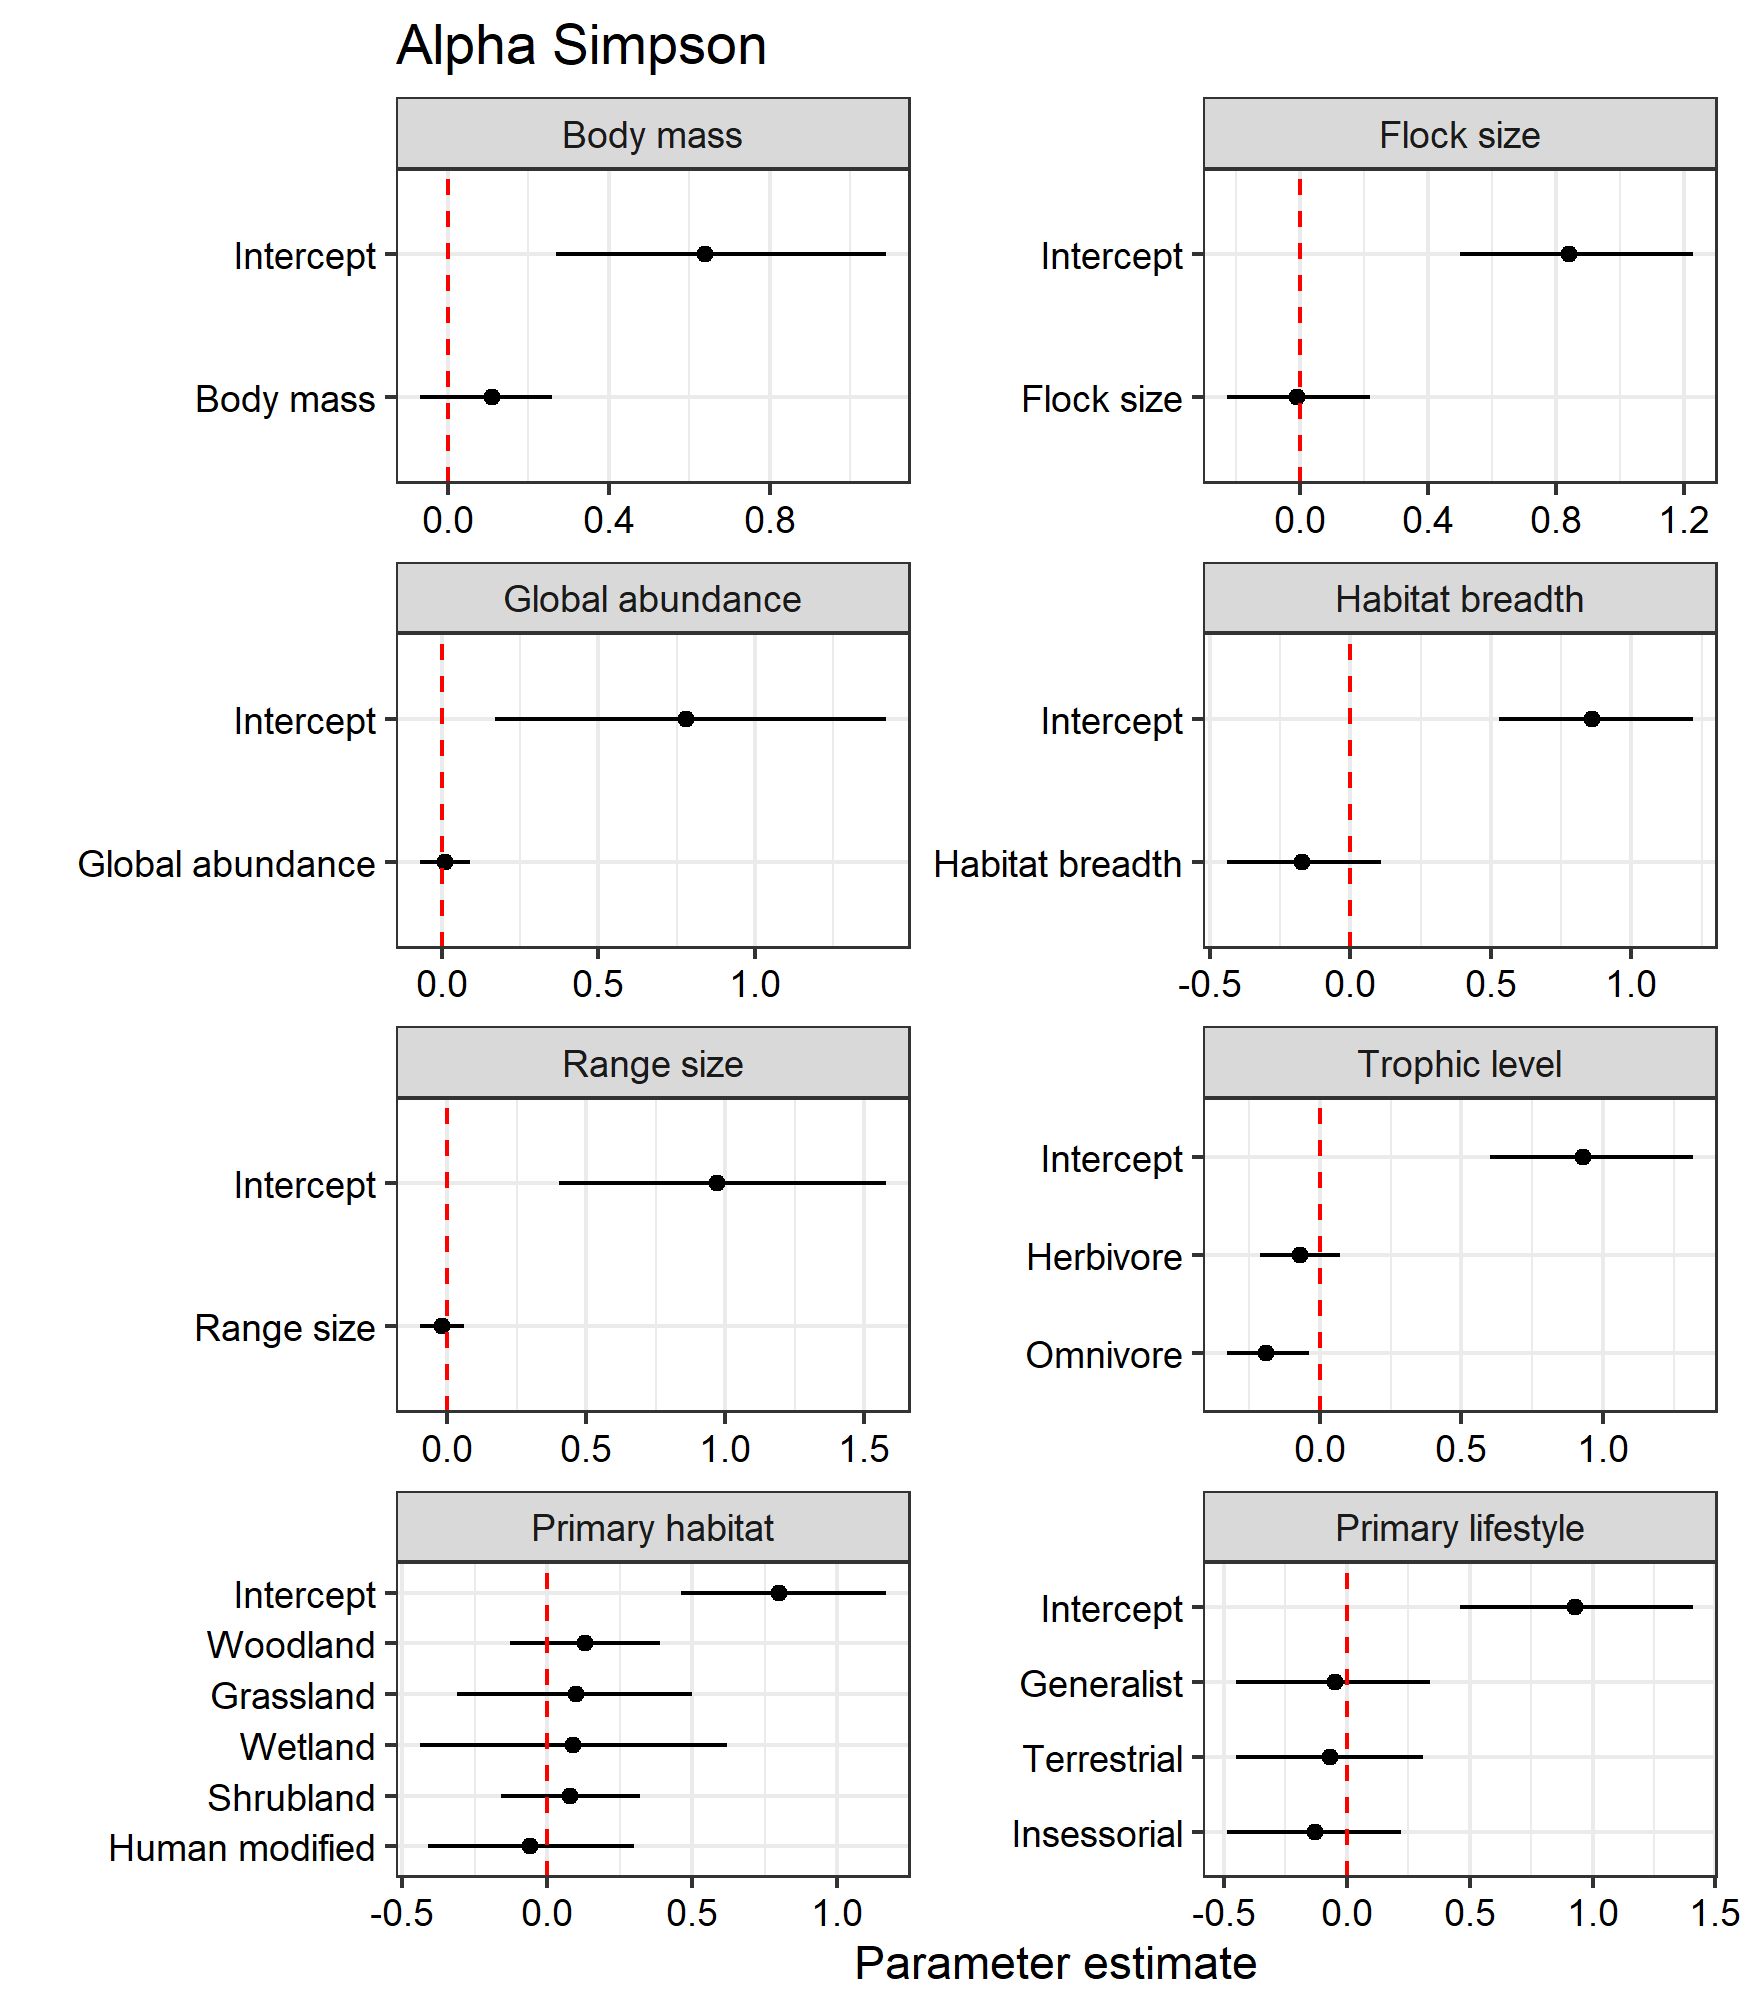 Alpha Simpson
Body mass
Intercept
Body mass
0.0 0.4 0.8
Flock size
Intercept
Flock size
0.0 0.4 0.8 1.2
Global abundance
Intercept
Global abundance
0.0 0.5 1.0
Habitat breadth
Intercept
Habitat breadth
-0.5 0.0 0.5 1.0
Range size
Intercept
Range size
0.0 0.5 1.0 1.5
Trophic level
Intercept
Herbivore
Omnivore
0.0 0.5 1.0
Primary habitat
Intercept
Woodland
Grassland
Wetland
Shrubland
Human modified
-0.5 0.0 0.5 1.0
Primary lifestyle
Intercept
Generalist
Terrestrial
Insessorial
-0.5 0.0 0.5 1.0 1.5
Parameter estimate